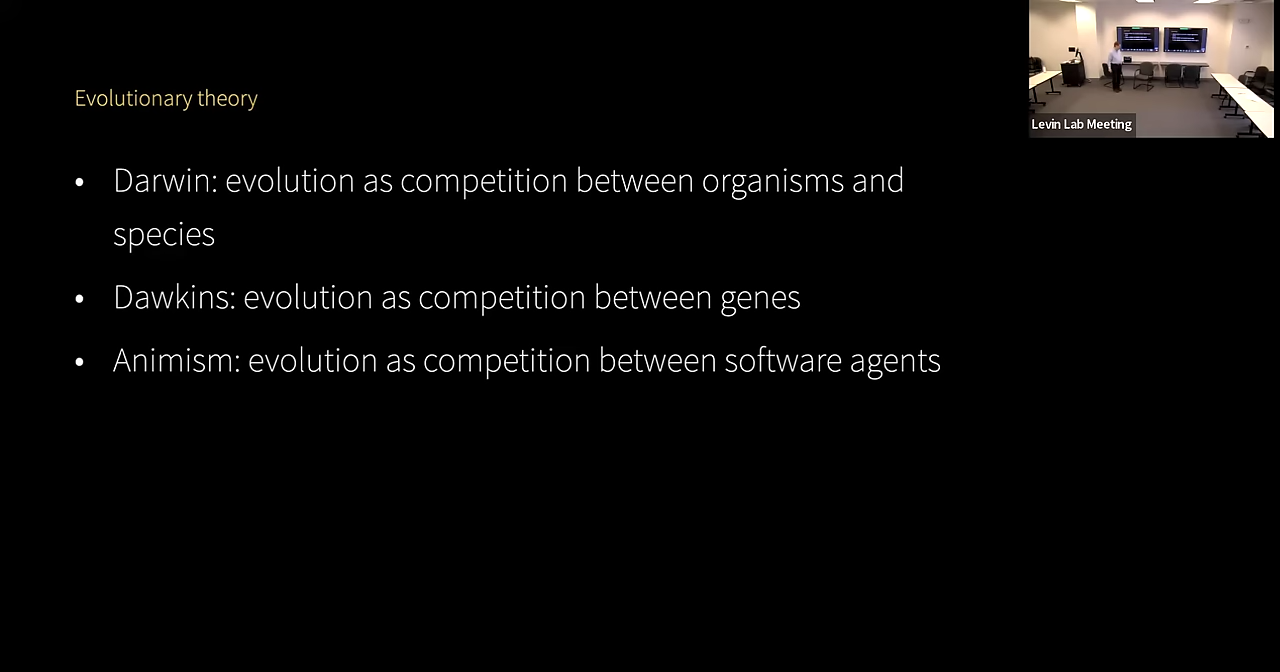 Evolutionary theory
• Darwin: evolution as competition between organisms and
species
• Dawkins: evolution as competition between genes
• Animism: evolution as competition between software agents
Levin Lab Meeting